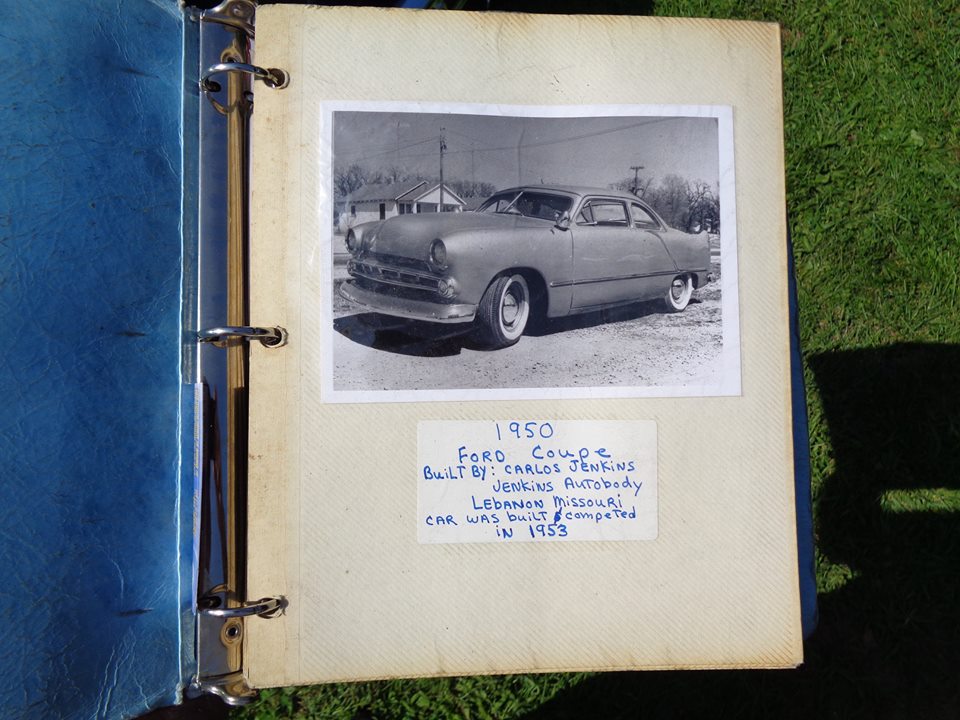 1950
FORD COUPE
BUILT BY: CARLOS JENKINS
JENKINS AUTOBODY
LEBANON MISSOURI
CAR WAS BUILT & COMPETED
IN 1953